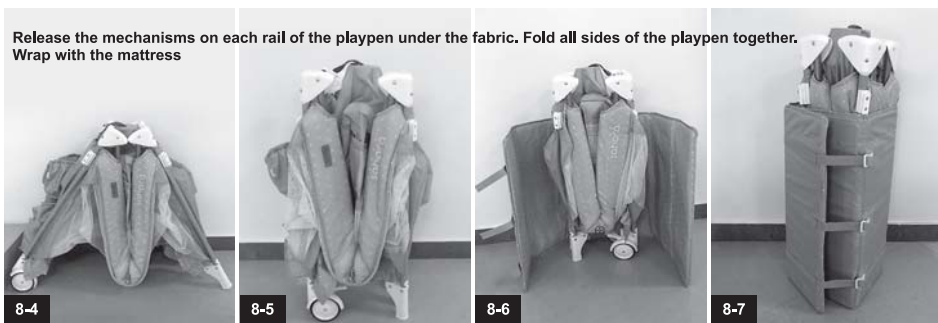 Release the mechanisms on each rail of the playpen under the fabric. Fold all sides of the playpen together.
Wrap with the mattress
8-4
8-5
8-6
8-7